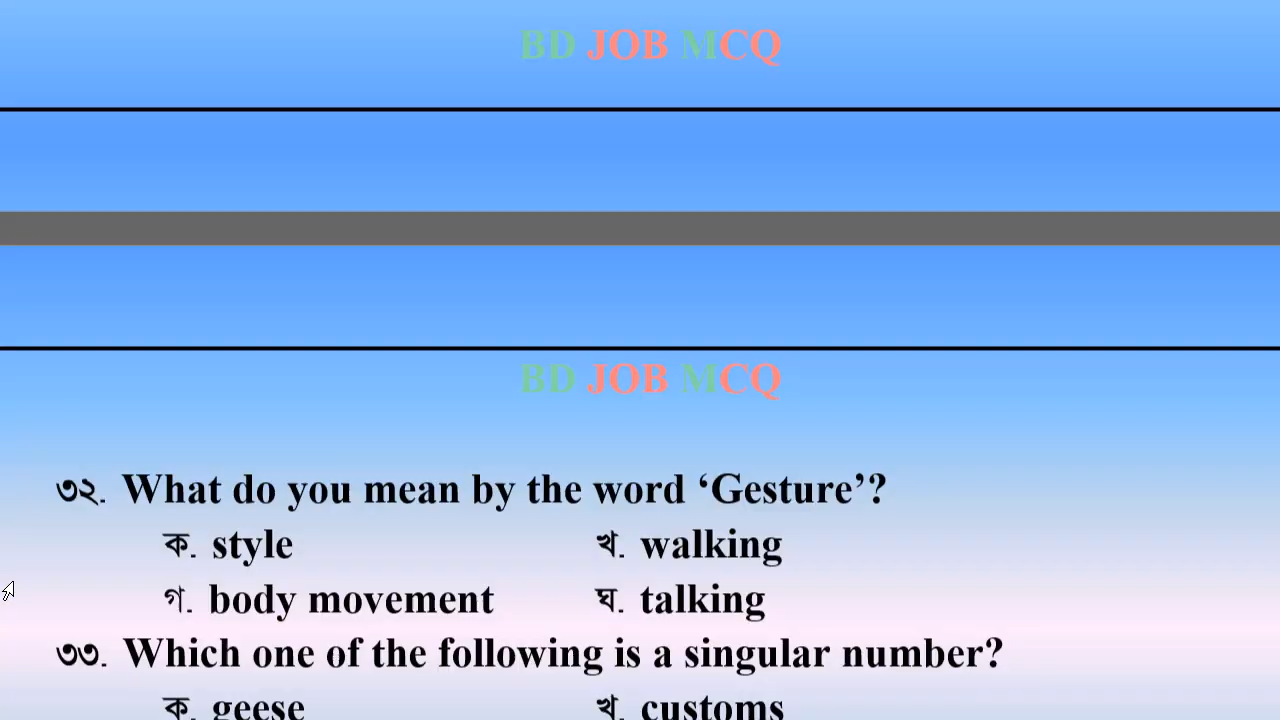 BD JOB MCQ
BD JOB MCQ
৩২. What do you mean by the word ‘Gesture’?
ক. style খ. walking
গ. body movement ঘ. talking
৩৩. Which one of the following is a singular number?
ক. geese খ. customs